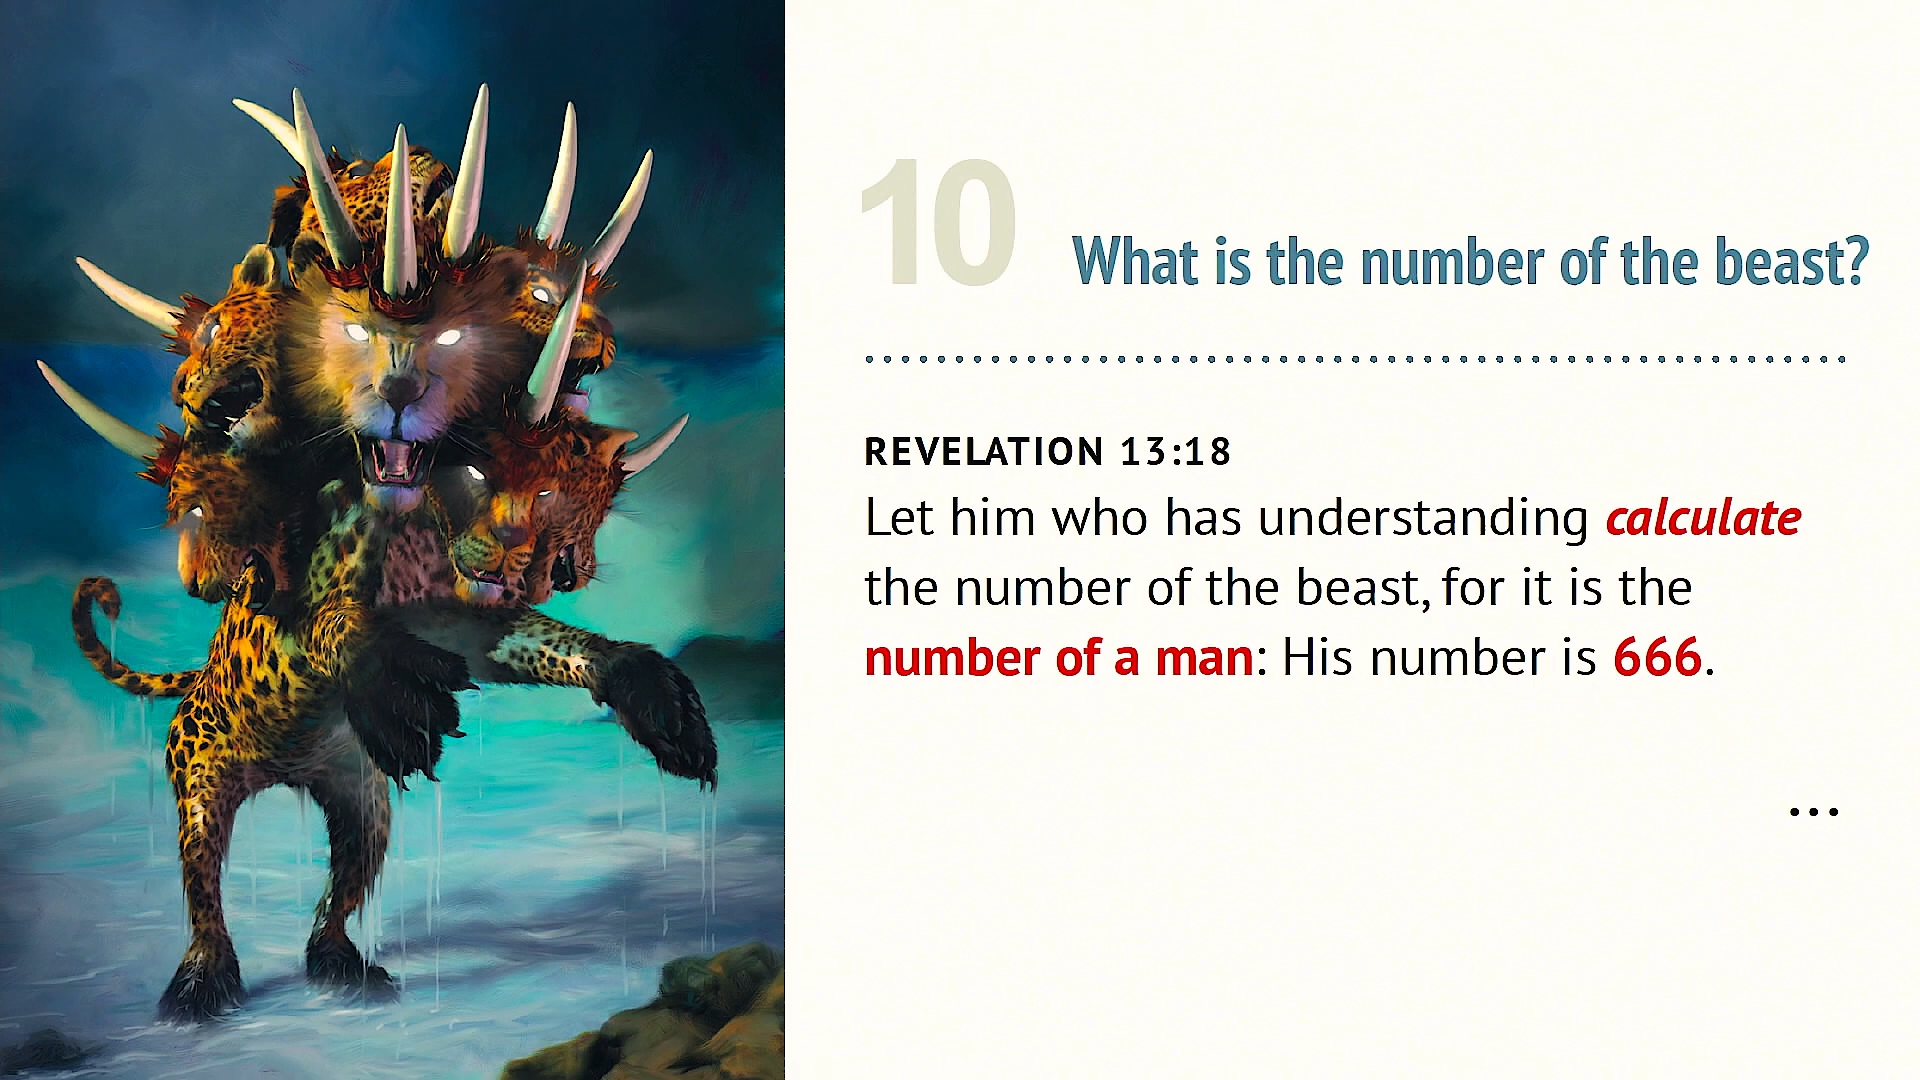 10 What is the number of the beast?
REVELATION 13:18
Let him who has understanding calculate
the number of the beast, for it is the
number of a man: His number is 666.
...